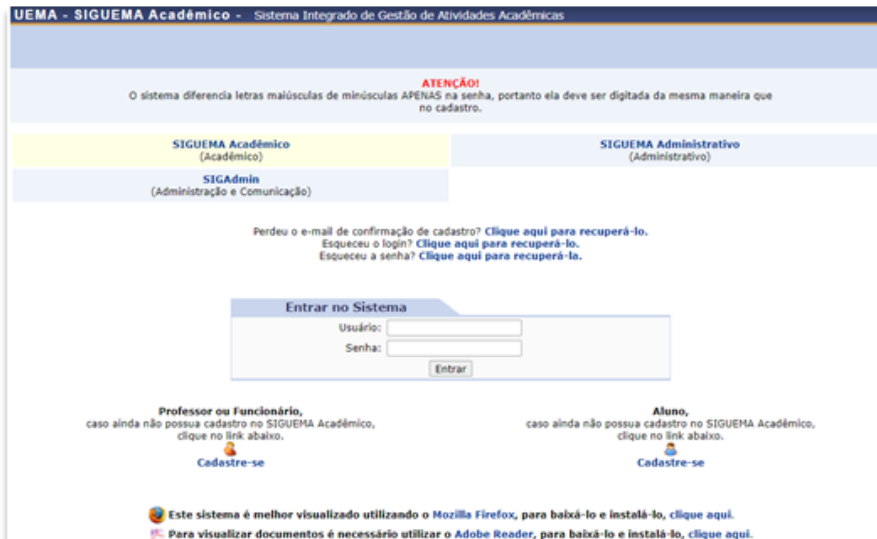 UEMA - SIGUEMA Acadêmico - Sistema Integrado de Gestão de Atividades Acadêmicas
ATENÇÃO!
O sistema diferencia letras maiúsculas de minúsculas APENAS na senha, portanto ela deve ser digitada da mesma maneira que
no cadastro.
SIGUEMA Acadêmico
(Acadêmico)
SIGUEMA Administrativo
(Administrativo)
SIGAdmin
(Administração e Comunicação)
Perdeu o e-mail de confirmação de cadastro? Clique aqui para recuperá-lo.
Esqueceu o login? Clique aqui para recuperá-lo.
Esqueceu a senha? Clique aqui para recuperá-la.
Entrar no Sistema
Usuário:
Senha:
Entrar
Professor ou Funcionário,
caso ainda não possua cadastro no SIGUEMA Acadêmico,
clique no link abaixo.
Cadastre-se
Aluno,
caso ainda não possua cadastro no SIGUEMA Acadêmico,
clique no link abaixo.
Cadastre-se
Este sistema é melhor visualizado utilizando o Mozilla Firefox, para baixá-lo e instalá-lo, clique aqui.
Para visualizar documentos é necessário utilizar o Adobe Reader, para baixá-lo e instalá-lo, clique aqui.